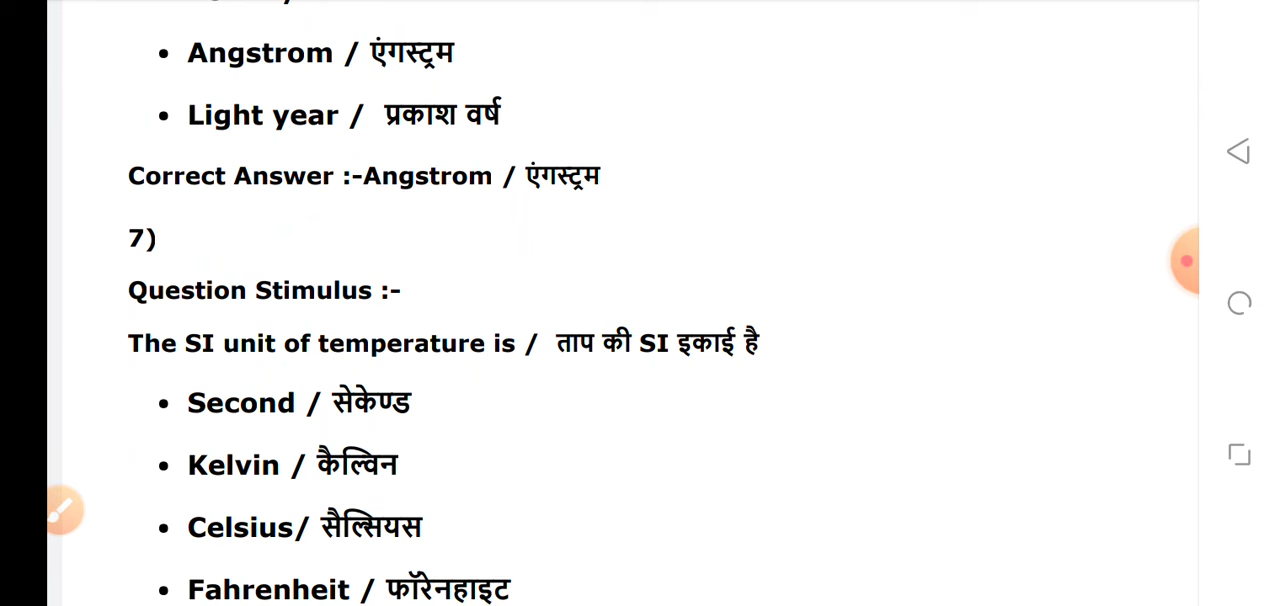 • Angstrom / एंगस्ट्रम
• Light year / प्रकाश वर्ष
Correct Answer :-Angstrom / एंगस्ट्रम
7)
Question Stimulus :-
The SI unit of temperature is / ताप की SI इकाई है
• Second / सेकेण्ड
• Kelvin / कैल्विन
• Celsius/ सैल्सियस
• Fahrenheit / फॉरेनहाइट